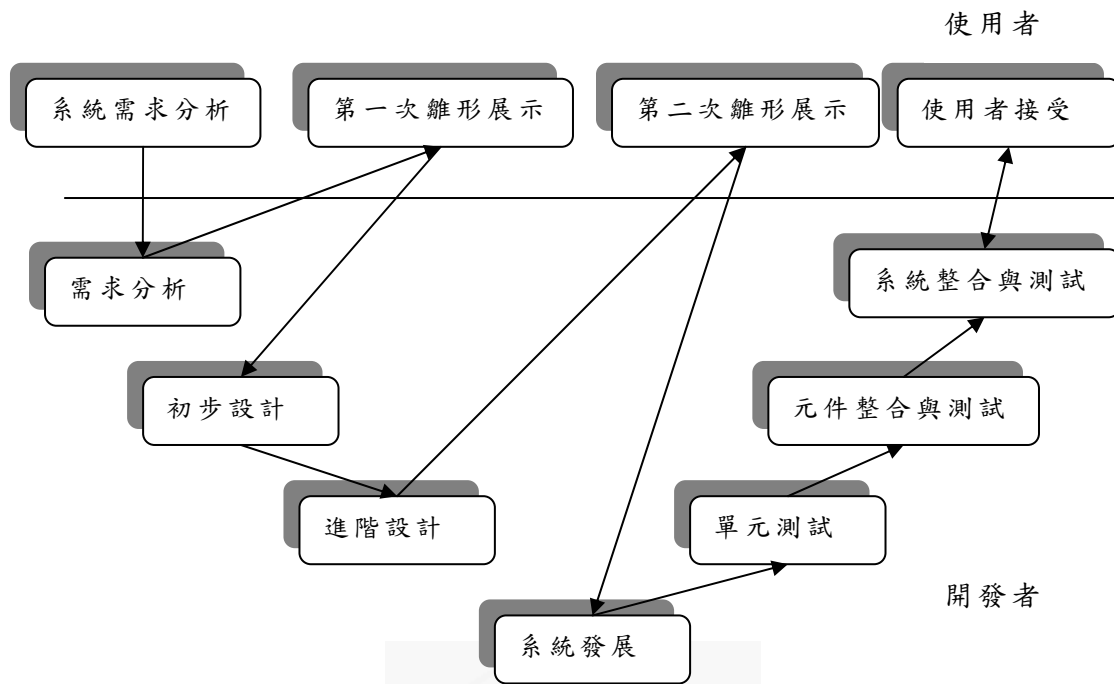 使用者
系統需求分析
第一次雛形展示
第二次雛形展示
使用者接受
需求分析
系統整合與測試
初步設計
元件整合與測試
進階設計
單元測試
開發者
系統發展